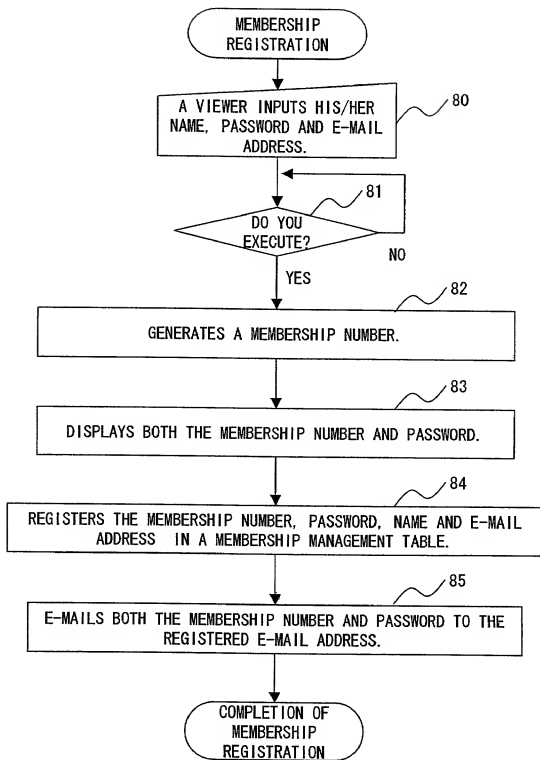 MEMBERSHIP
REGISTRATION
80
A VIEWER INPUTS HIS/HER
NAME, PASSWORD AND E-MAIL
ADDRESS.
81
DO YOU
EXECUTE?
NO
YES
82
GENERATES A MEMBERSHIP NUMBER.
83
DISPLAYS BOTH THE MEMBERSHIP NUMBER AND PASSWORD.
84
REGISTERS THE MEMBERSHIP NUMBER, PASSWORD, NAME AND E-MAIL
ADDRESS IN A MEMBERSHIP MANAGEMENT TABLE.
85
E-MAILS BOTH THE MEMBERSHIP NUMBER AND PASSWORD TO THE
REGISTERED E-MAIL ADDRESS.
COMPLETION OF
MEMBERSHIP
REGISTRATION